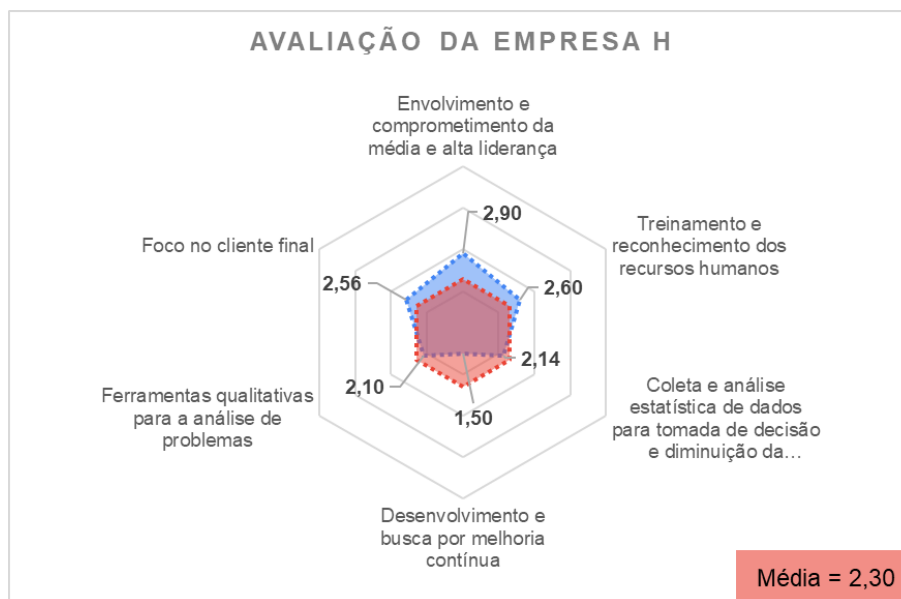 AVALIAÇÃO DA EMPRESA H
Envolvimento e
comprometimento da
média e alta liderança
2,90
Treinamento e
reconhecimento dos
recursos humanos
2,60
Coleta e análise
estatística de dados
para tomada de decisão
e diminuição da…
2,14
Desenvolvimento e
busca por melhoria
contínua
1,50
Ferramentas qualitativas
para a análise de
problemas
2,10
Foco no cliente final
2,56
Média = 2,30